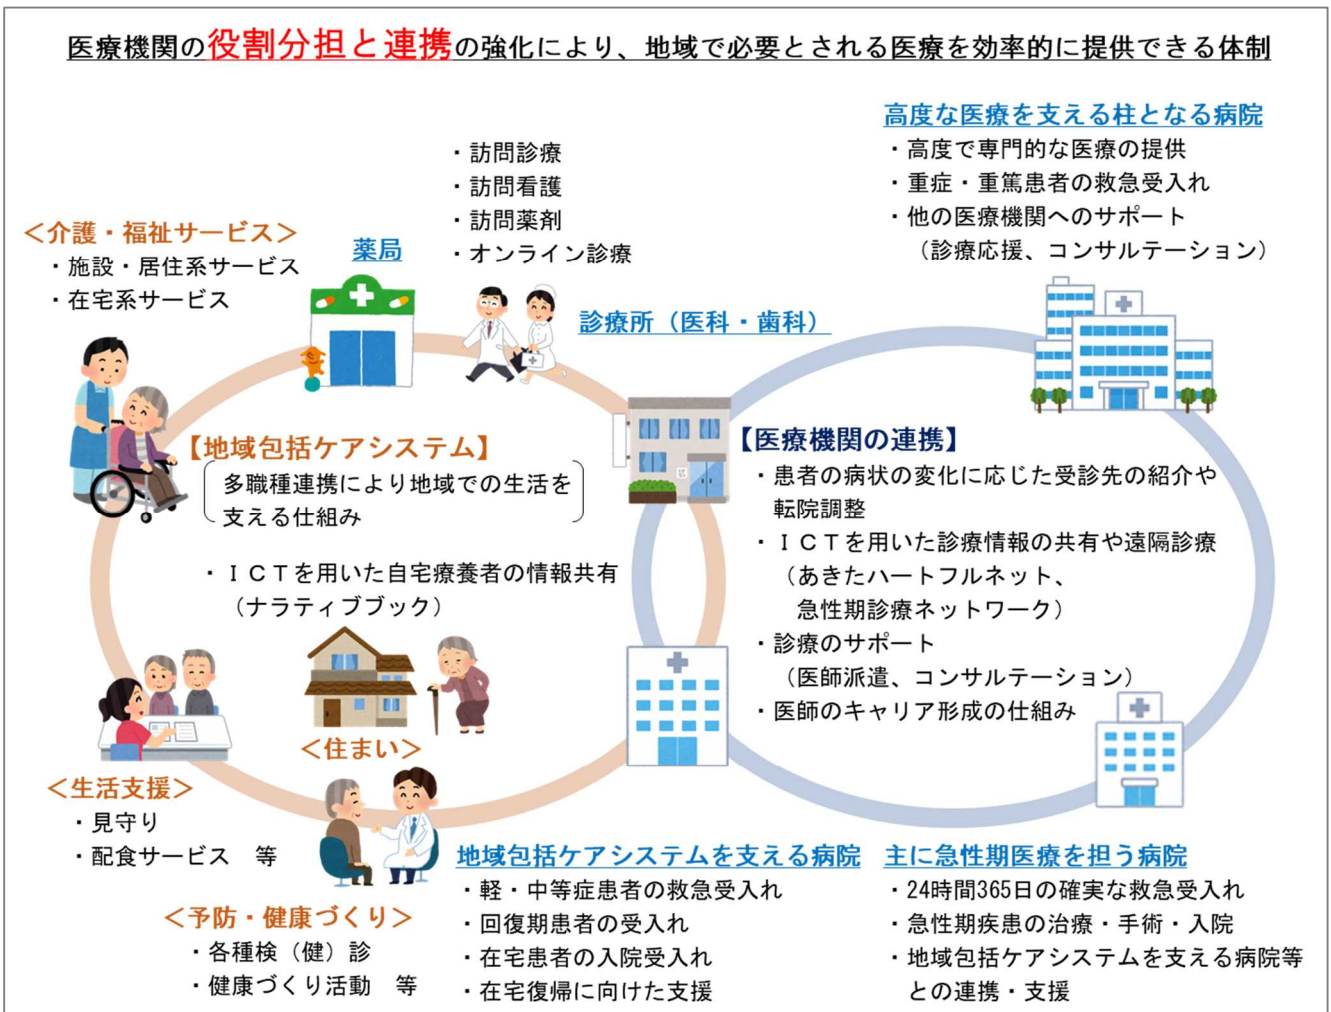 医療機関の役割分担と連携の強化により、地域で必要とされる医療を効率的に提供できる体制
高度な医療を支える柱となる病院
・高度で専門的な医療の提供
・重症・重篤患者の救急受入れ
・他の医療機関へのサポート
（診療応援、コンサルテーション）
・訪問診療
・訪問看護
・訪問薬剤
・オンライン診療
＜介護・福祉サービス＞
・施設・居住系サービス
・在宅系サービス
薬局
診療所（医科・歯科）
【地域包括ケアシステム】
多職種連携により地域での生活を
支える仕組み
・ＩＣＴを用いた自宅療養者の情報共有
（ナラティブブック）
【医療機関の連携】
・患者の病状の変化に応じた受診先の紹介や
転院調整
・ＩＣＴを用いた診療情報の共有や遠隔診療
（あきたハートフルネット、
急性期診療ネットワーク）
・診療のサポート
（医師派遣、コンサルテーション）
・医師のキャリア形成の仕組み
＜住まい＞
＜生活支援＞
・見守り
・配食サービス　等
＜予防・健康づくり＞
・各種検（健）診
・健康づくり活動　等
地域包括ケアシステムを支える病院
・軽・中等症患者の救急受入れ
・回復期患者の受入れ
・在宅患者の入院受入れ
・在宅復帰に向けた支援
主に急性期医療を担う病院
・24時間365日の確実な救急受入れ
・急性期疾患の治療・手術・入院
・地域包括ケアシステムを支える病院等
との連携・支援